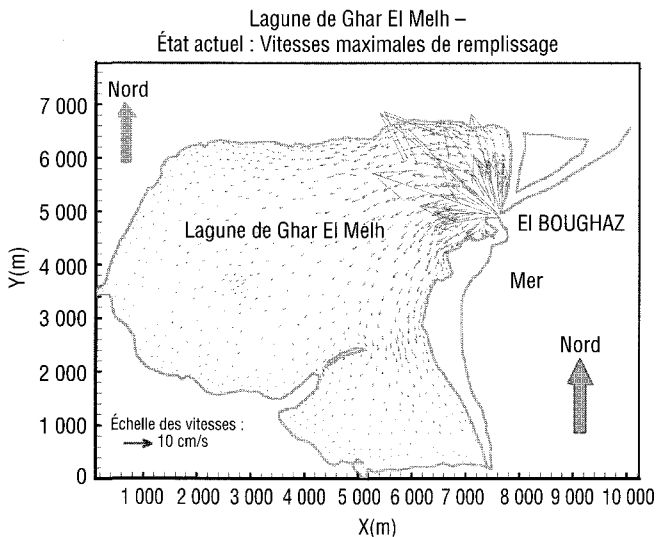 Lagune de Ghar El Melh –
État actuel : Vitesses maximales de remplissage
7 000
6 000
5 000
4 000
3 000
2 000
1 000
0
Y(m)
Nord
Lagune de Ghar El Melh
El BOUGHAZ
Mer
Nord
Échelle des vitesses :
10 cm/s
1 000 2 000 3 000 4 000 5 000 6 000 7 000 8 000 9 000 10 000
X(m)